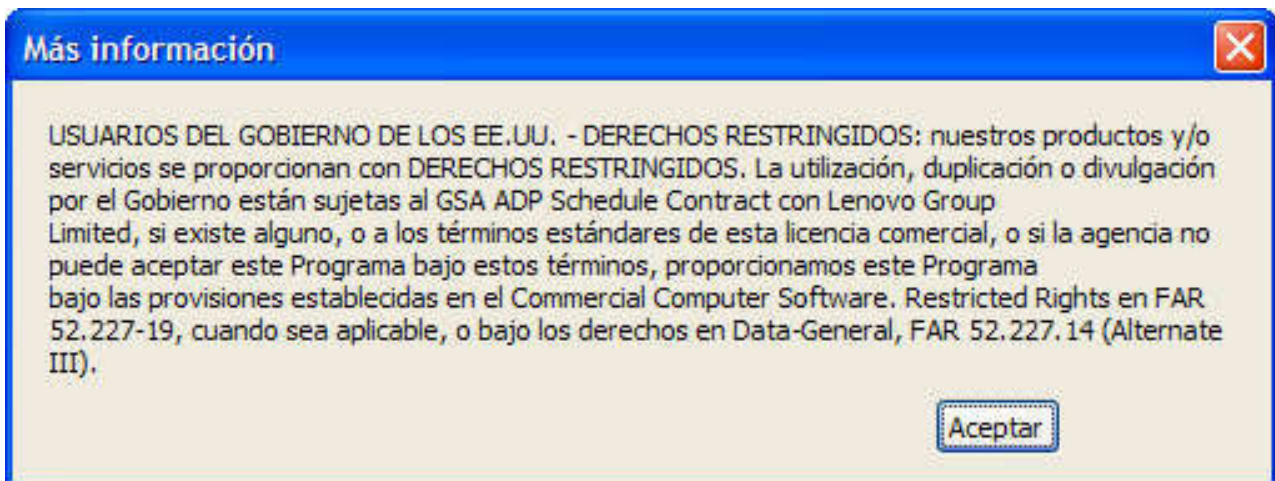 Más información
USUARIOS DEL GOBIERNO DE LOS EE.UU. - DERECHOS RESTRINGIDOS: nuestros productos y/o
servicios se proporcionan con DERECHOS RESTRINGIDOS. La utilización, duplicación o divulgación
por el Gobierno están sujetas al GSA ADP Schedule Contract con Lenovo Group
Limited, si existe alguno, o a los términos estándares de esta licencia comercial, o si la agencia no
puede aceptar este Programa bajo estos términos, proporcionamos este Programa
bajo las provisiones establecidas en el Commercial Computer Software. Restricted Rights en FAR
52.227-19, cuando sea aplicable, o bajo los derechos en Data-General, FAR 52.227.14 (Alternate
III).
Aceptar